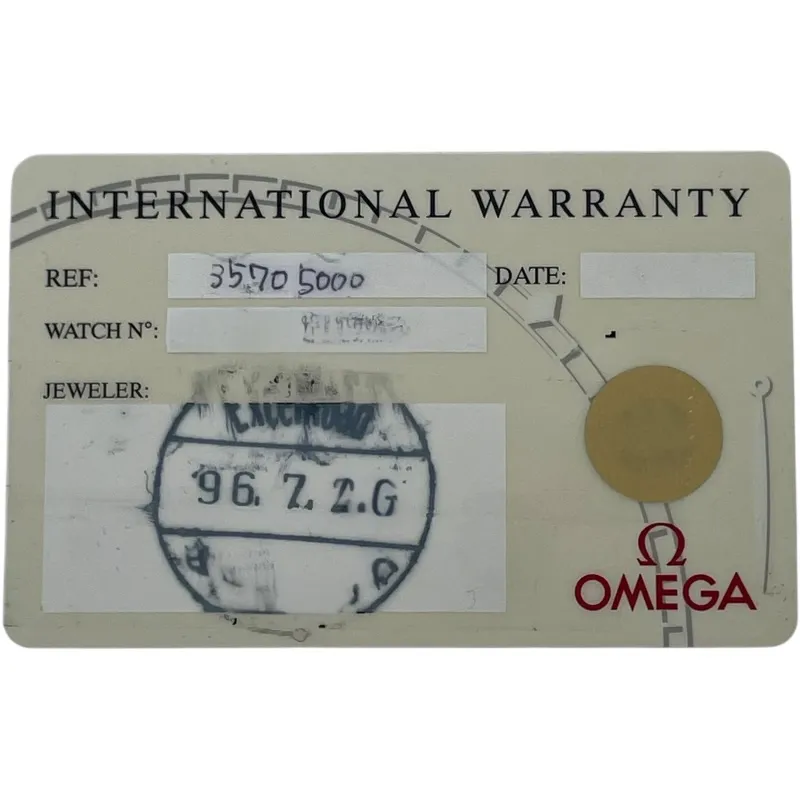 INTERNATIONAL WARRANTY
REF: 35705000 DATE:
WATCH N°:
JEWELER:
96. 7. 2.G
Ω
OMEGA